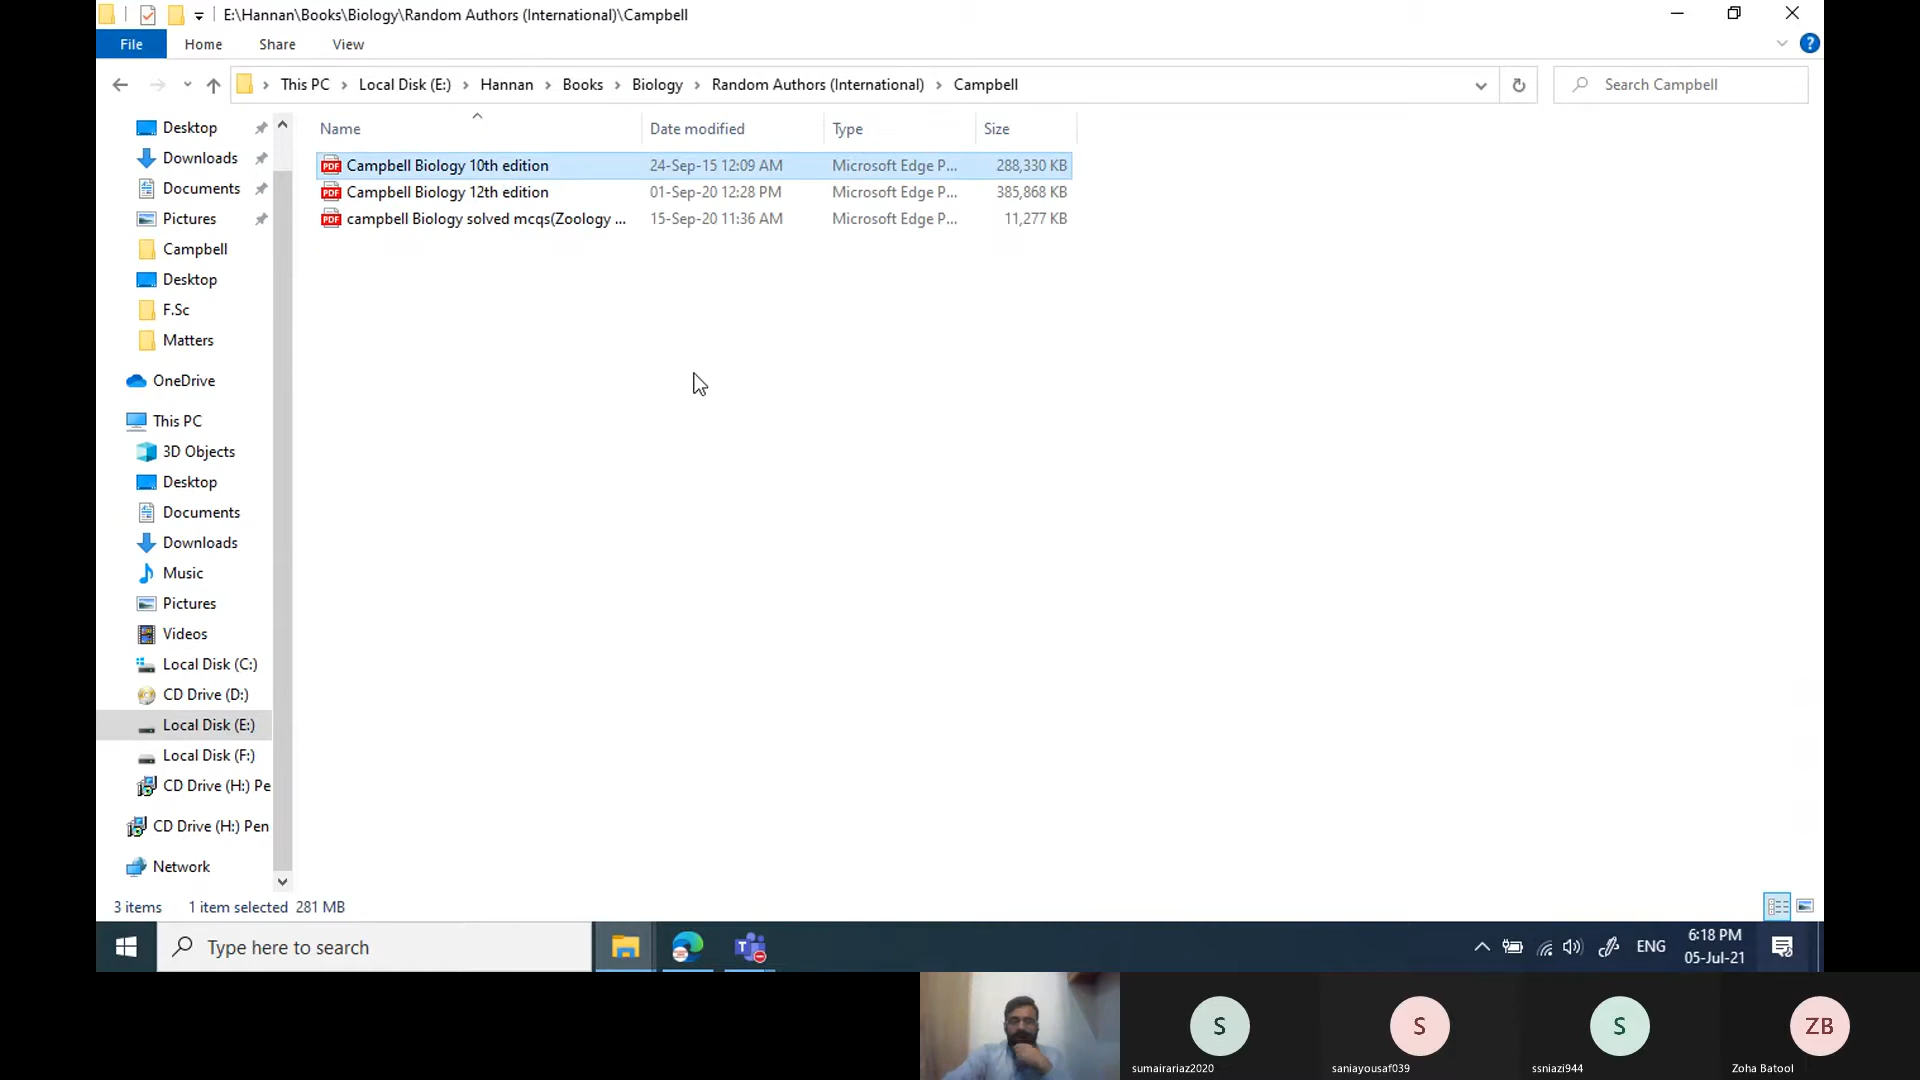 E:\Hannan\Books\Biology\Random Authors (International)\Campbell
File Home Share View
This PC Local Disk (E:) Hannan Books Biology Random Authors (International) Campbell
Search Campbell
Name Date modified Type Size
Campbell Biology 10th edition 24-Sep-15 12:09 AM Microsoft Edge P... 288,330 KB
Campbell Biology 12th edition 01-Sep-20 12:28 PM Microsoft Edge P... 385,868 KB
campbell Biology solved mcqs(Zoology ... 15-Sep-20 11:36 AM Microsoft Edge P... 11,277 KB
Desktop
Downloads
Documents
Pictures
Campbell
Desktop
F.Sc
Matters
OneDrive
This PC
3D Objects
Desktop
Documents
Downloads
Music
Pictures
Videos
Local Disk (C:)
CD Drive (D:)
Local Disk (E:)
Local Disk (F:)
CD Drive (H:) Pe
CD Drive (H:) Pen
Network
3 items 1 item selected 281 MB
Type here to search
ENG
6:18 PM
05-Jul-21
S S S ZB
sumairariaz2020 saniayousaf039 ssniazi944 Zoha Batool